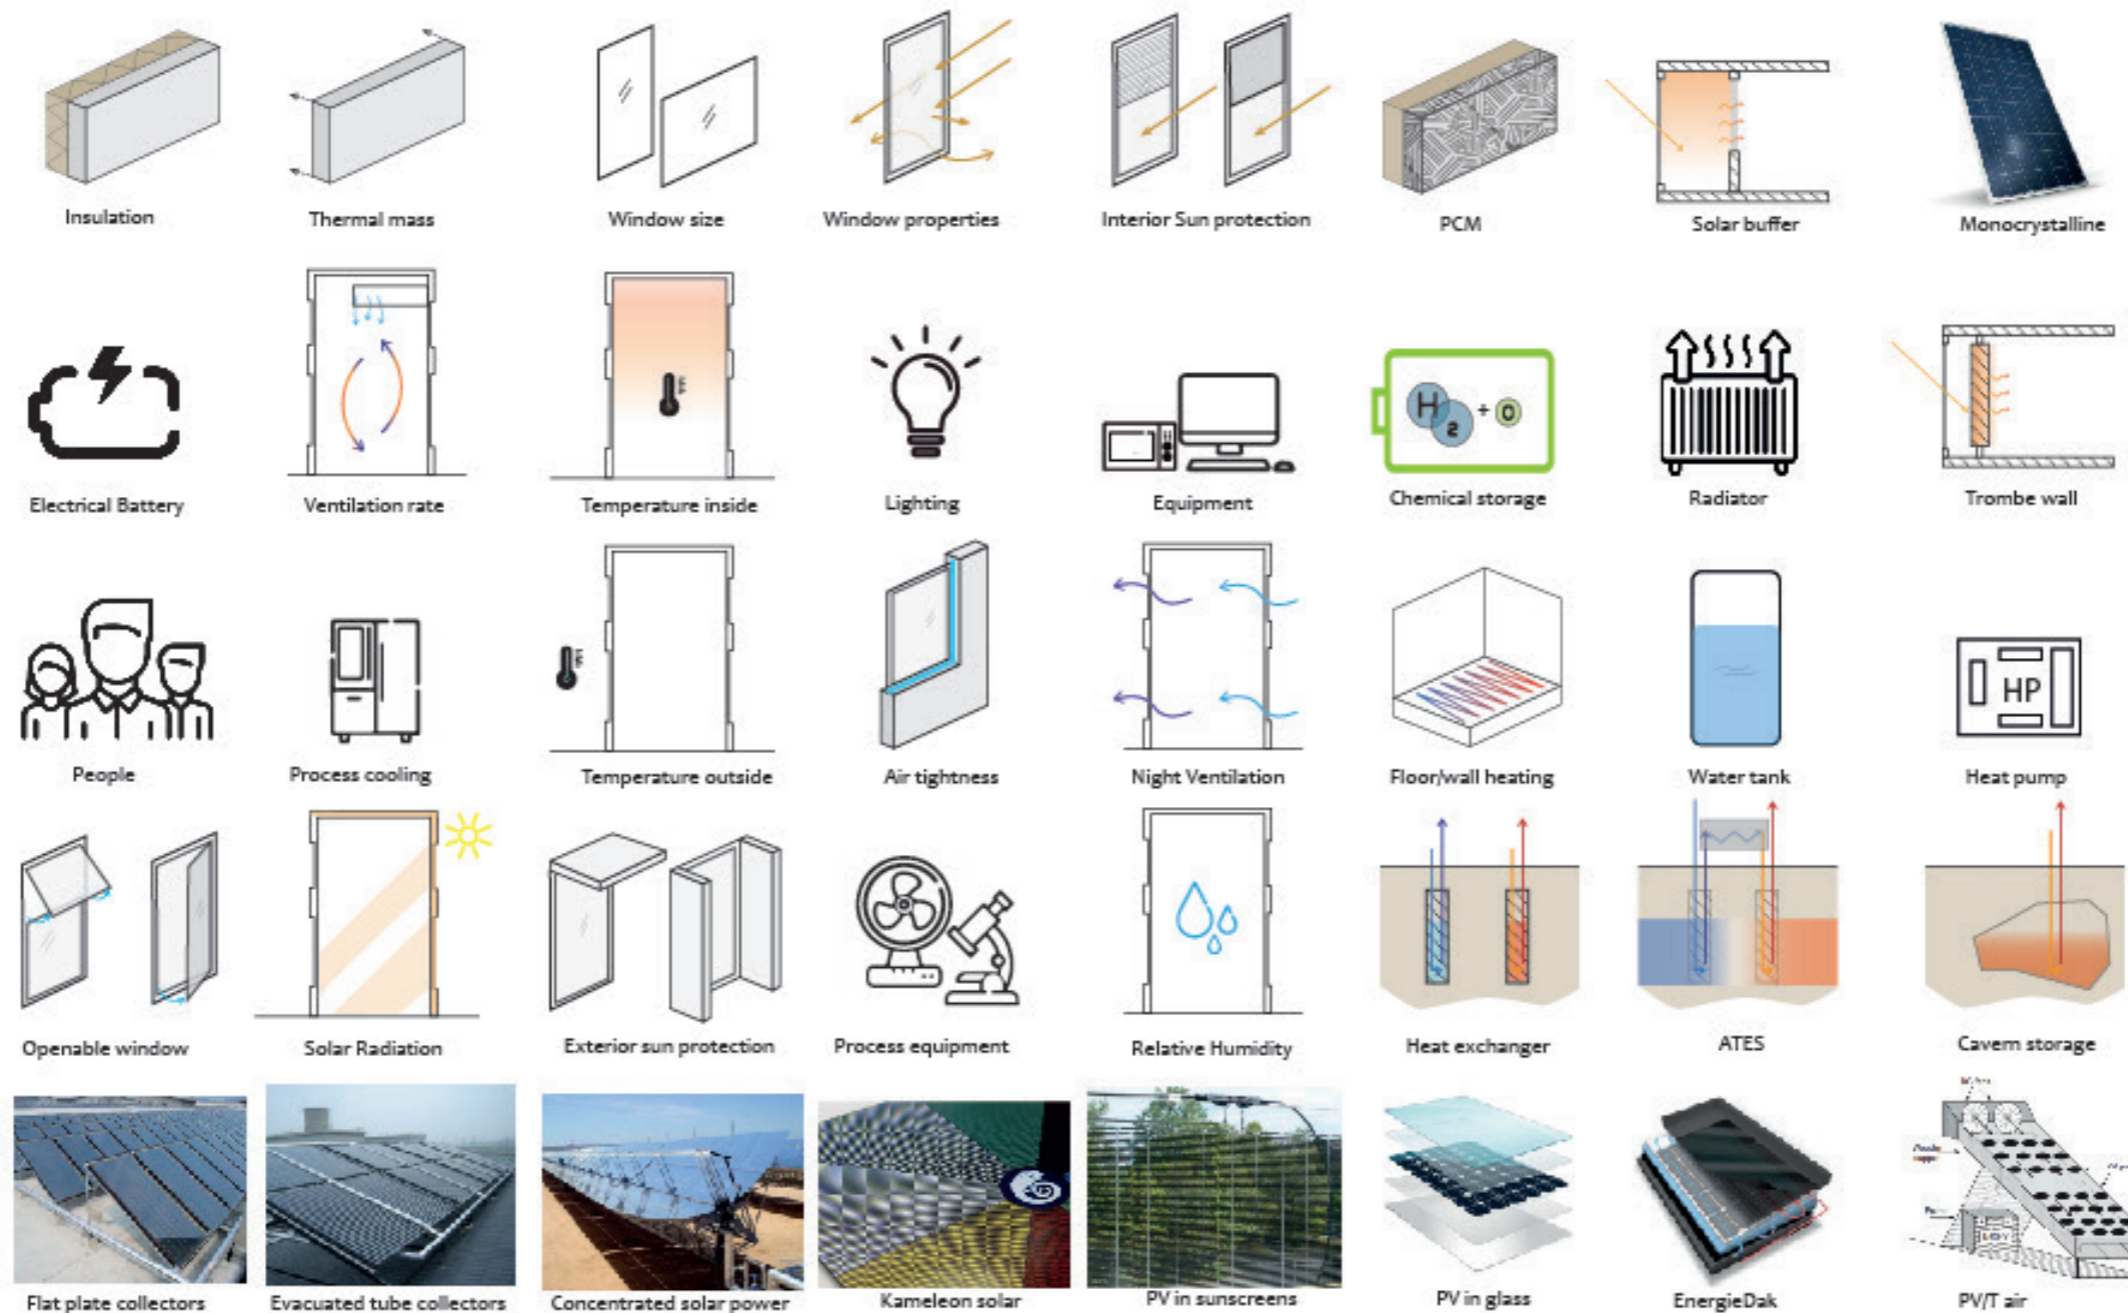 Insulation
Thermal mass
Window size
Window properties
Interior Sun protection
PCM
Solar buffer
Monocrystalline
Electrical Battery
Ventilation rate
Temperature inside
Lighting
Equipment
H
2
+
O
Chemical storage
Radiator
Trombe wall
People
Process cooling
Temperature outside
Air tightness
Night Ventilation
Floor/wall heating
Water tank
HP
Heat pump
Openable window
Solar Radiation
Exterior sun protection
Process equipment
Relative Humidity
Heat exchanger
ATES
Cavern storage
Flat plate collectors
Evacuated tube collectors
Concentrated solar power
Kameleon solar
PV in sunscreens
PV in glass
EnergieDak
PV/T air